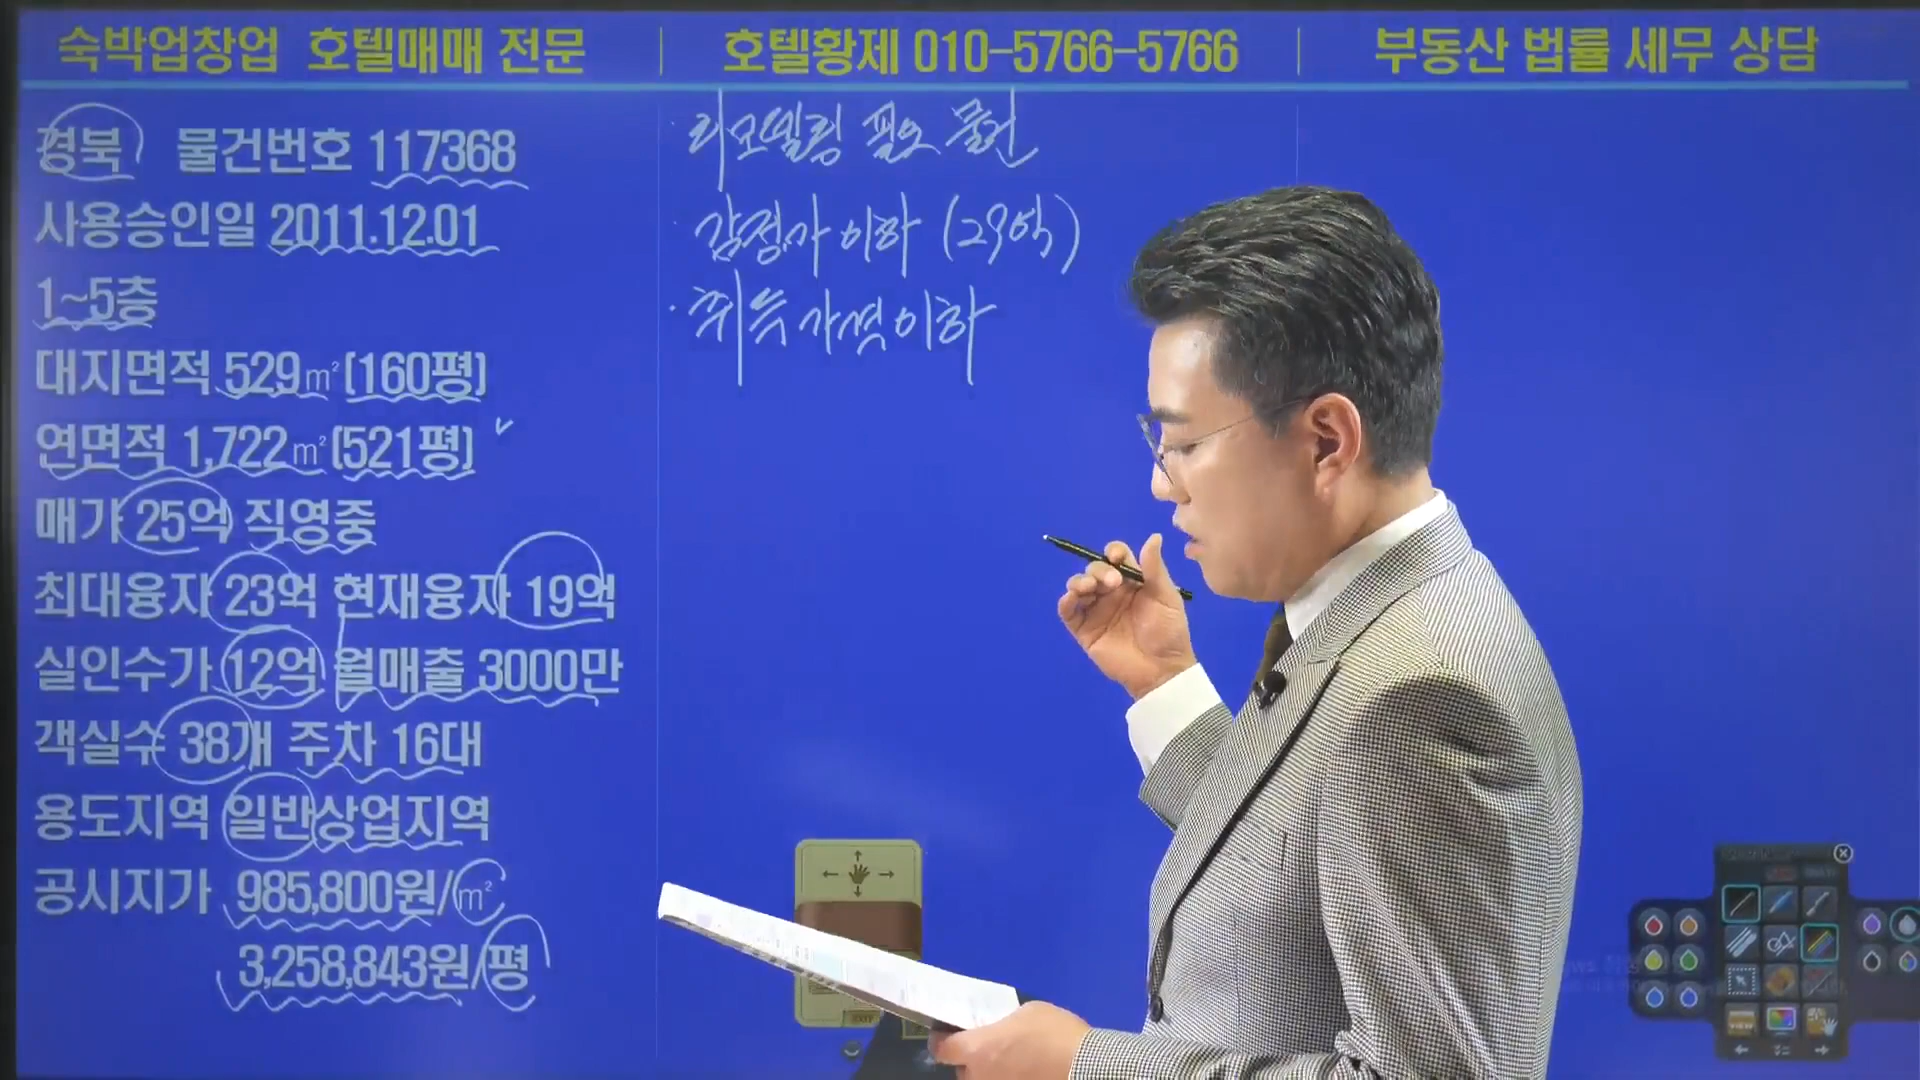 숙박업창업 호텔매매 전문
호텔황제 010-5766-5766
부동산 법률 세무 상담
경북 물건번호 117368
사용승인일 2011.12.01
1~5층
대지면적 529㎡(160평)
연면적 1,722㎡(521평)
매가 25억 직영중
최대융자 23억 현재융자 19억
실인수가 12억 월매출 3000만
객실수 38개 주차 16대
용도지역 일반상업지역
공시지가 985,800원/㎡
3,258,843원/평
· 리모델링 필요 물건
· 감정가 이하 (29억)
· 취득가격이하
EXIT